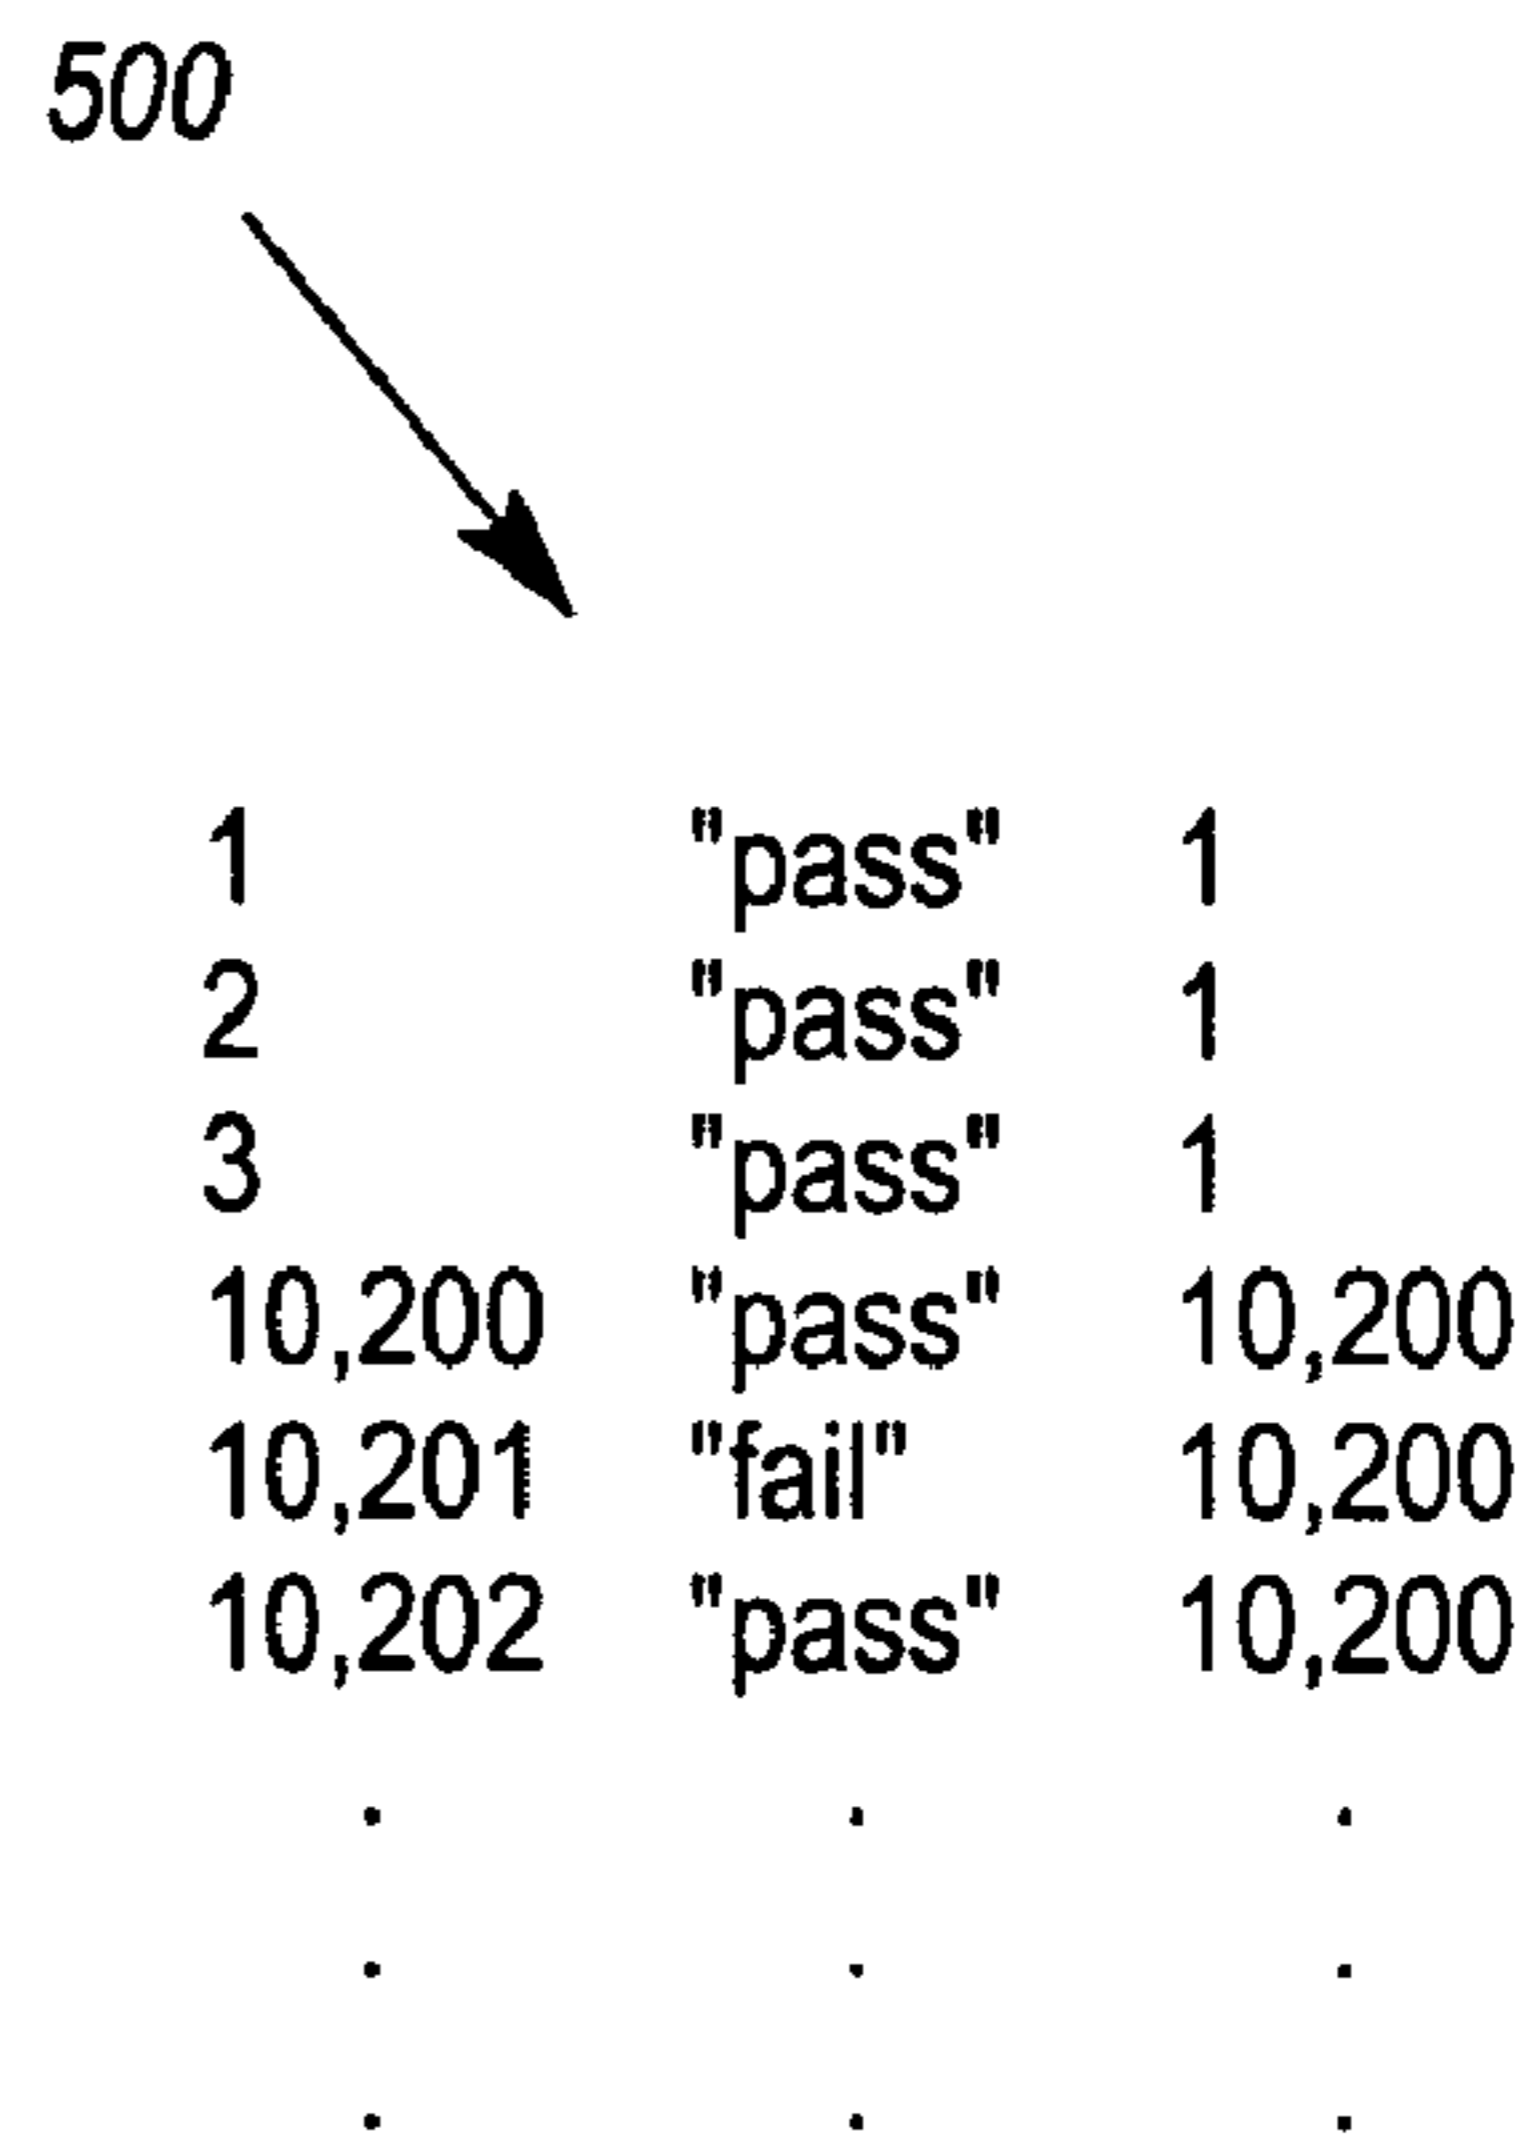 500
1 "pass" 1
2 "pass" 1
3 "pass" 1
10,200 "pass" 10,200
10,201 "fail" 10,200
10,202 "pass" 10,200
. . .
. . .
. . .